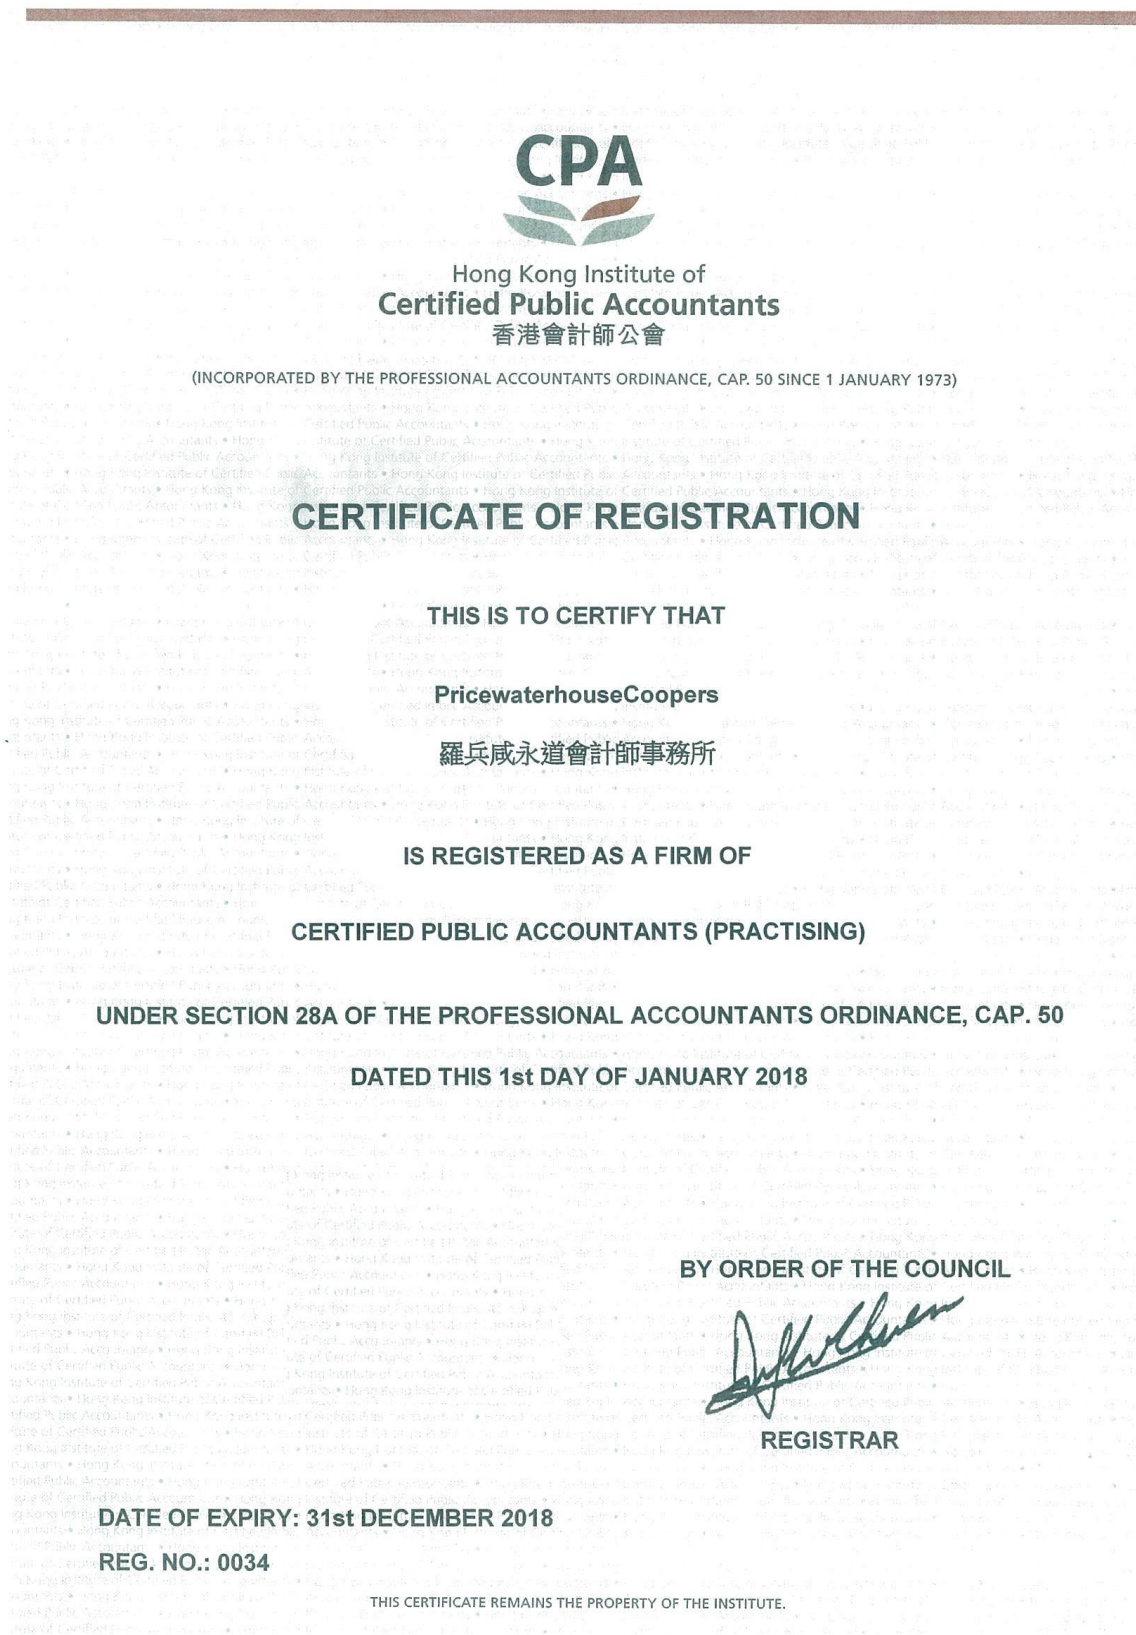 CPA
Hong Kong Institute of
Certified Public Accountants
香港會計師公會
(INCORPORATED BY THE PROFESSIONAL ACCOUNTANTS ORDINANCE, CAP. 50 SINCE 1 JANUARY 1973)
CERTIFICATE OF REGISTRATION
THIS IS TO CERTIFY THAT
PricewaterhouseCoopers
羅兵咸永道會計師事務所
IS REGISTERED AS A FIRM OF
CERTIFIED PUBLIC ACCOUNTANTS (PRACTISING)
UNDER SECTION 28A OF THE PROFESSIONAL ACCOUNTANTS ORDINANCE, CAP. 50
DATED THIS 1st DAY OF JANUARY 2018
BY ORDER OF THE COUNCIL
REGISTRAR
DATE OF EXPIRY: 31st DECEMBER 2018
REG. NO.: 0034
THIS CERTIFICATE REMAINS THE PROPERTY OF THE INSTITUTE.